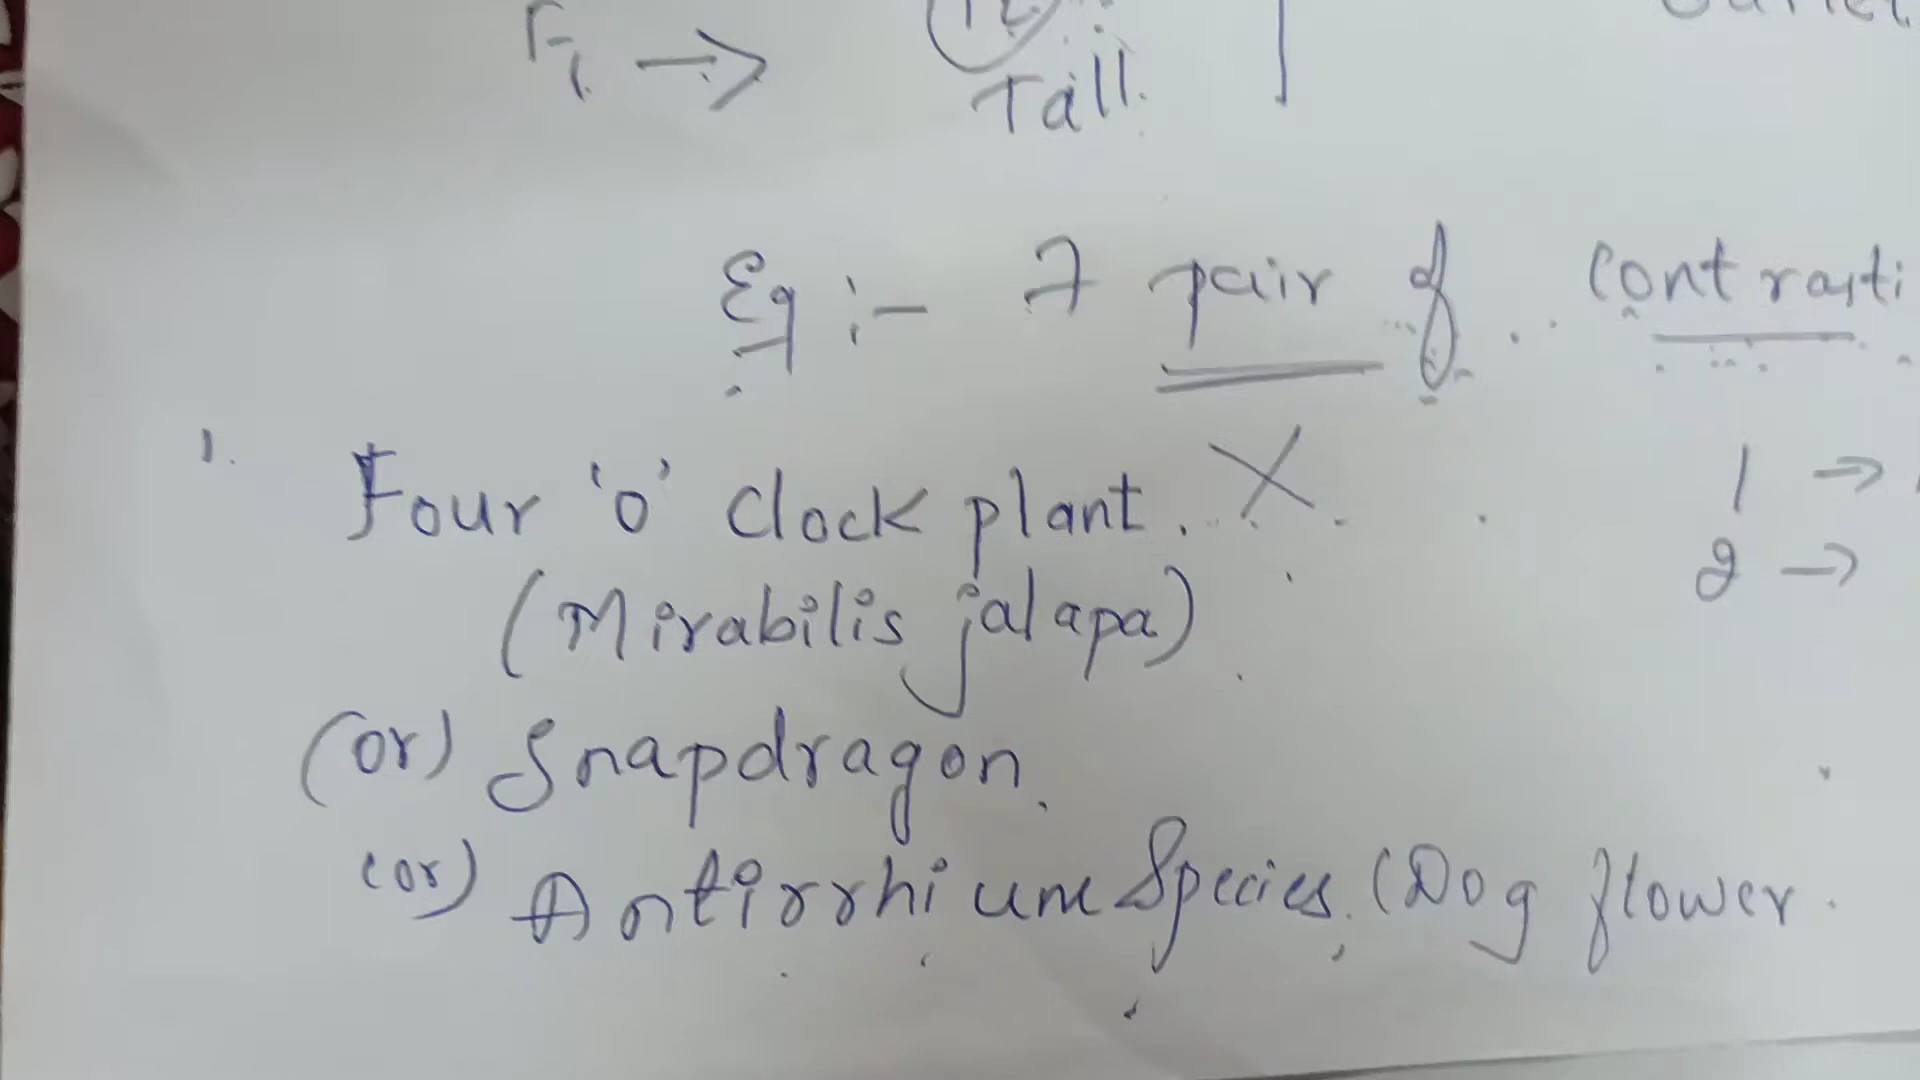 F1 →
Tall.
Eg :- 7 pair of contrasti
1. Four 'o' clock plant. X
1 →
2 →
(Mirabilis jalapa)
(or) Snapdragon.
(or) Antirrhium Species. (Dog flower.